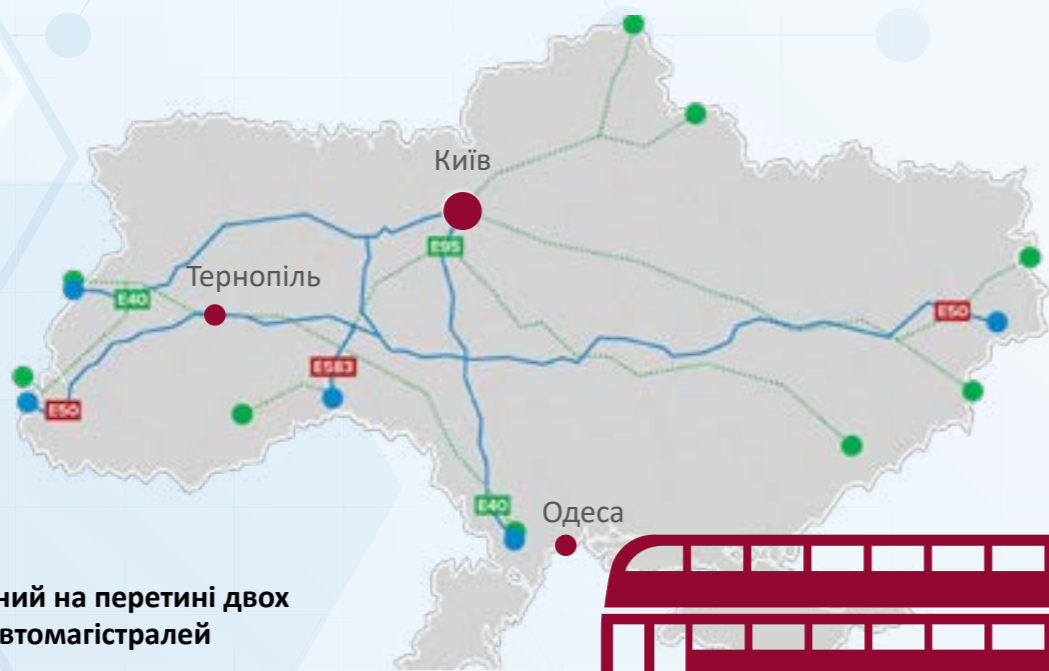 Київ
E95
Тернопіль
E40
E50
E583
E50
E40
Одеса
ний на перетині двох
втомагістралей